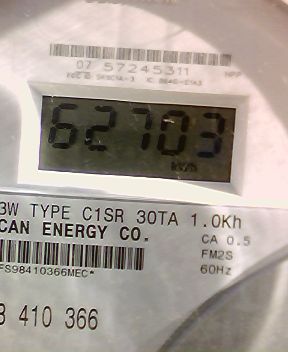 07 57245311
62703
kWh
3W TYPE C1SR 30TA 1.0Kh
CAN ENERGY CO.
CA 0.5
FM2S
60Hz
FS98410366MEC*
3 410 366